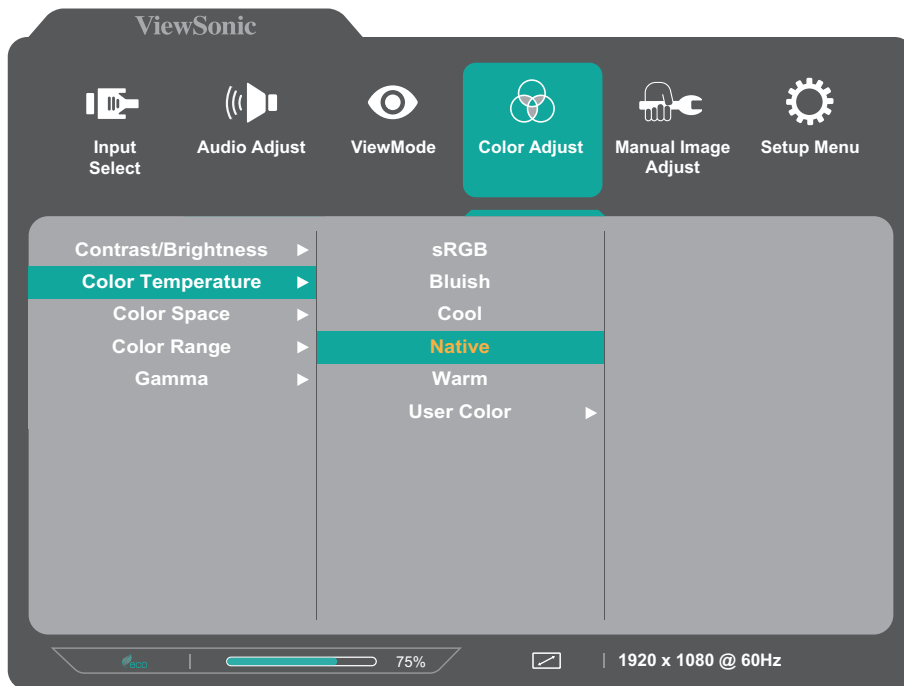 ViewSonic
Input Select
Audio Adjust
ViewMode
Color Adjust
Manual Image Adjust
Setup Menu
Contrast/Brightness
Color Temperature
Color Space
Color Range
Gamma
sRGB
Bluish
Cool
Native
Warm
User Color
eco
75%
1920 x 1080 @ 60Hz